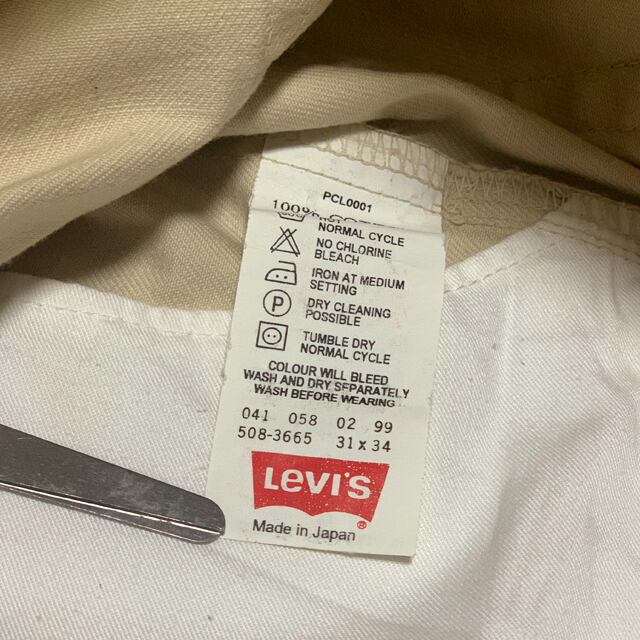 PCL0001
100%
NORMAL CYCLE
NO CHLORINE
BLEACH
IRON AT MEDIUM
SETTING
P
DRY CLEANING
POSSIBLE
TUMBLE DRY
NORMAL CYCLE
COLOUR WILL BLEED
WASH AND DRY SEPARATELY
WASH BEFORE WEARING
041 058 02 99
508-3665 31 x 34
LEVI'S
®
Made in Japan